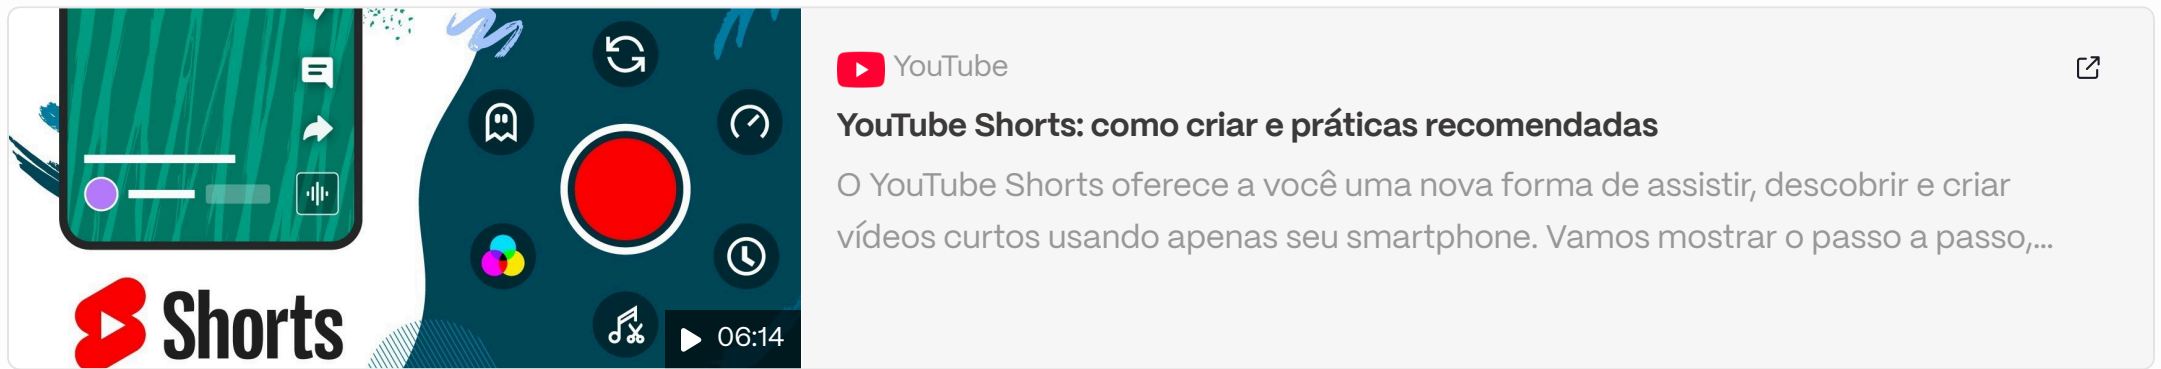 Shorts
06:14
YouTube
YouTube Shorts: como criar e práticas recomendadas
O YouTube Shorts oferece a você uma nova forma de assistir, descobrir e criar
vídeos curtos usando apenas seu smartphone. Vamos mostrar o passo a passo,...